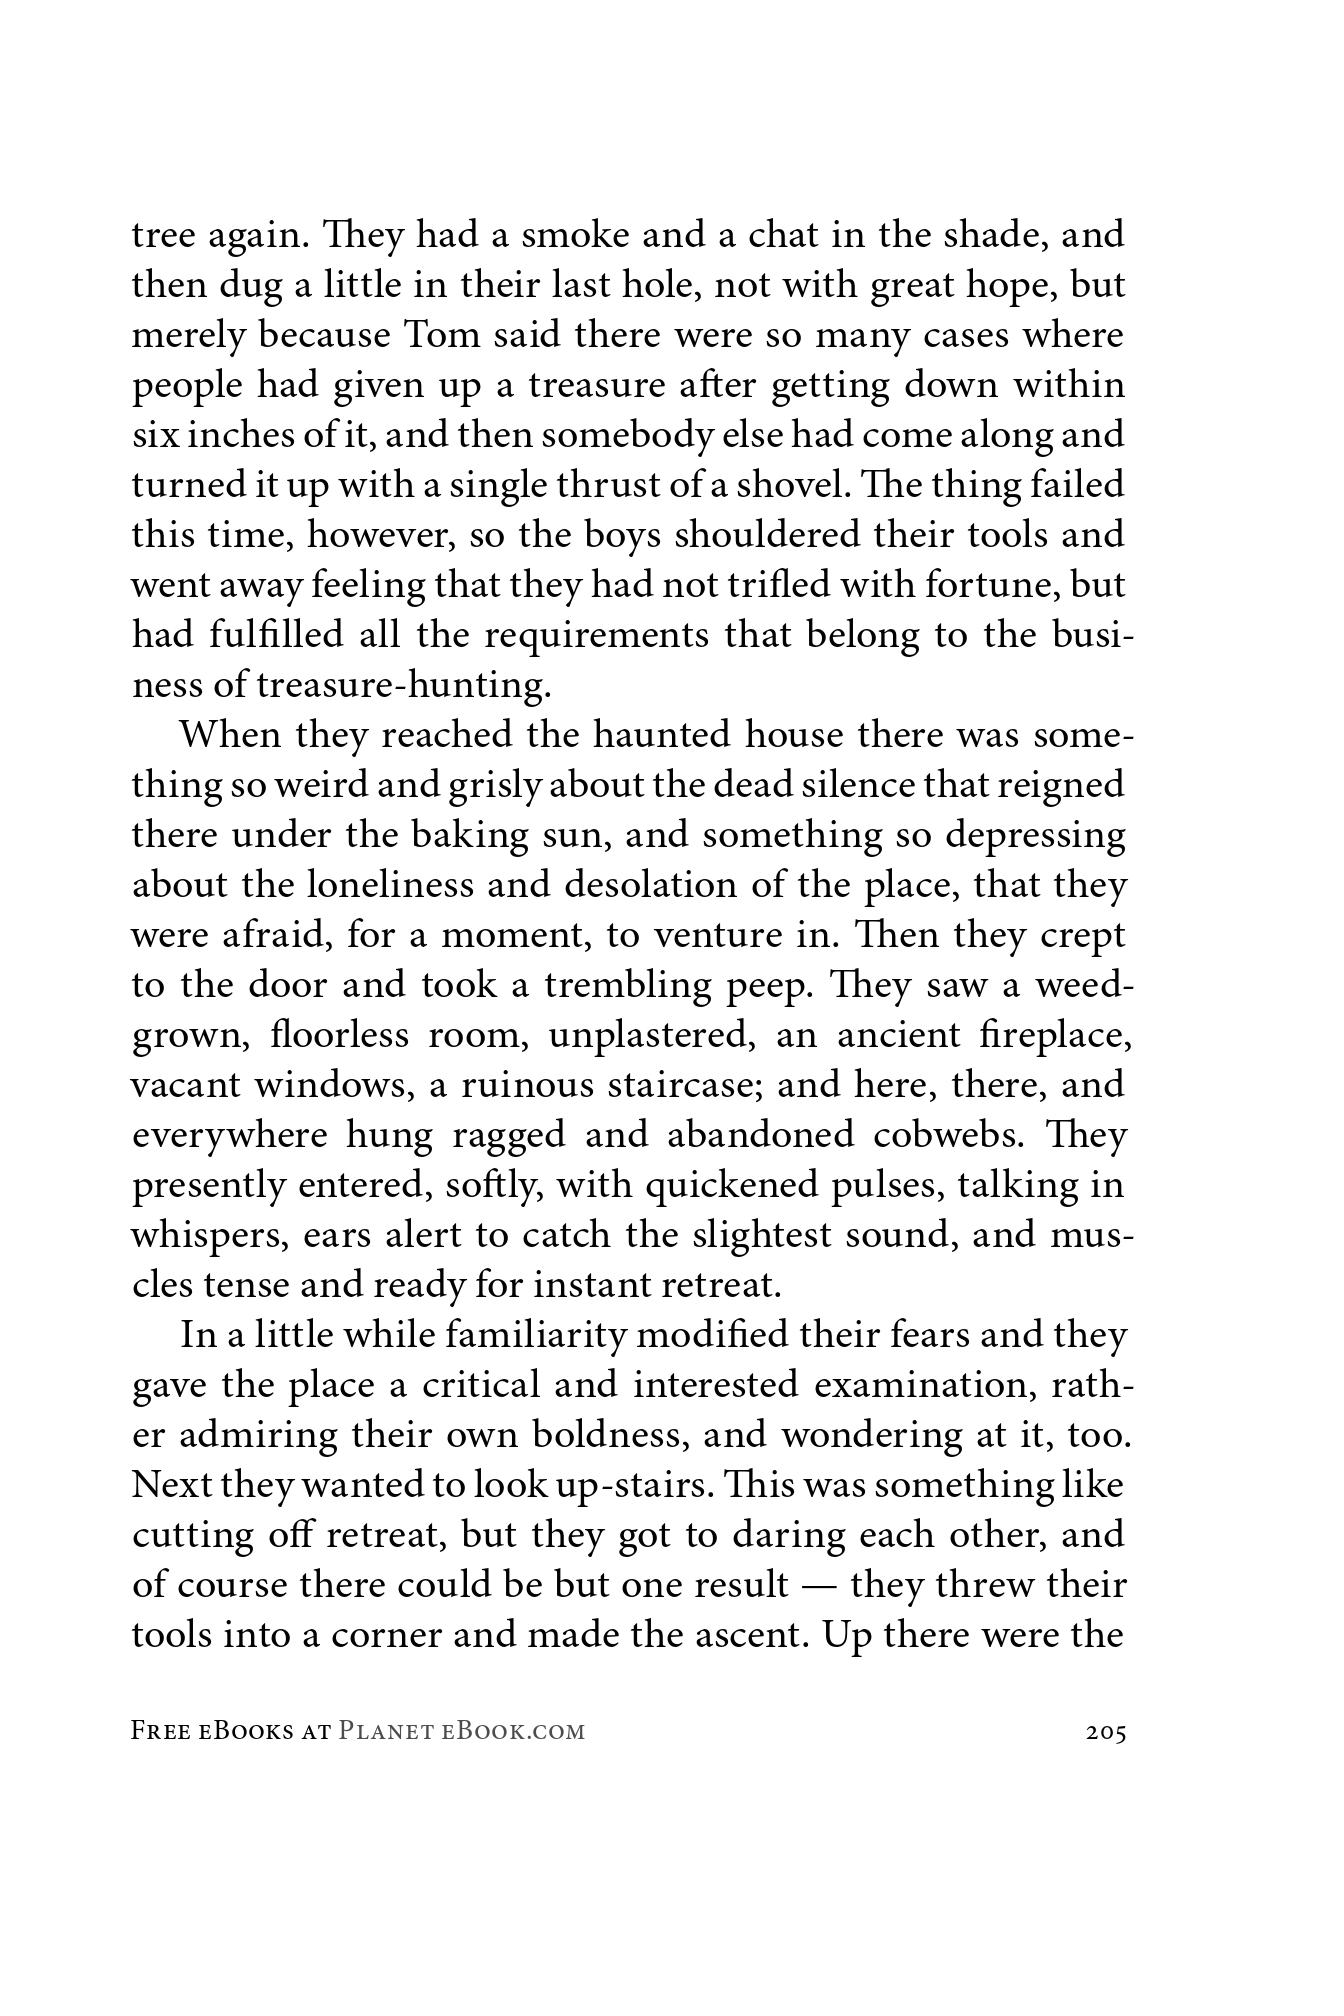 tree again. They had a smoke and a chat in the shade, and
then dug a little in their last hole, not with great hope, but
merely because Tom said there were so many cases where
people had given up a treasure after getting down within
six inches of it, and then somebody else had come along and
turned it up with a single thrust of a shovel. The thing failed
this time, however, so the boys shouldered their tools and
went away feeling that they had not trifled with fortune, but
had fulfilled all the requirements that belong to the busi-
ness of treasure-hunting.
When they reached the haunted house there was some-
thing so weird and grisly about the dead silence that reigned
there under the baking sun, and something so depressing
about the loneliness and desolation of the place, that they
were afraid, for a moment, to venture in. Then they crept
to the door and took a trembling peep. They saw a weed-
grown, floorless room, unplastered, an ancient fireplace,
vacant windows, a ruinous staircase; and here, there, and
everywhere hung ragged and abandoned cobwebs. They
presently entered, softly, with quickened pulses, talking in
whispers, ears alert to catch the slightest sound, and mus-
cles tense and ready for instant retreat.
In a little while familiarity modified their fears and they
gave the place a critical and interested examination, rath-
er admiring their own boldness, and wondering at it, too.
Next they wanted to look up-stairs. This was something like
cutting off retreat, but they got to daring each other, and
of course there could be but one result — they threw their
tools into a corner and made the ascent. Up there were the
Free eBooks at Planet eBook.com 205